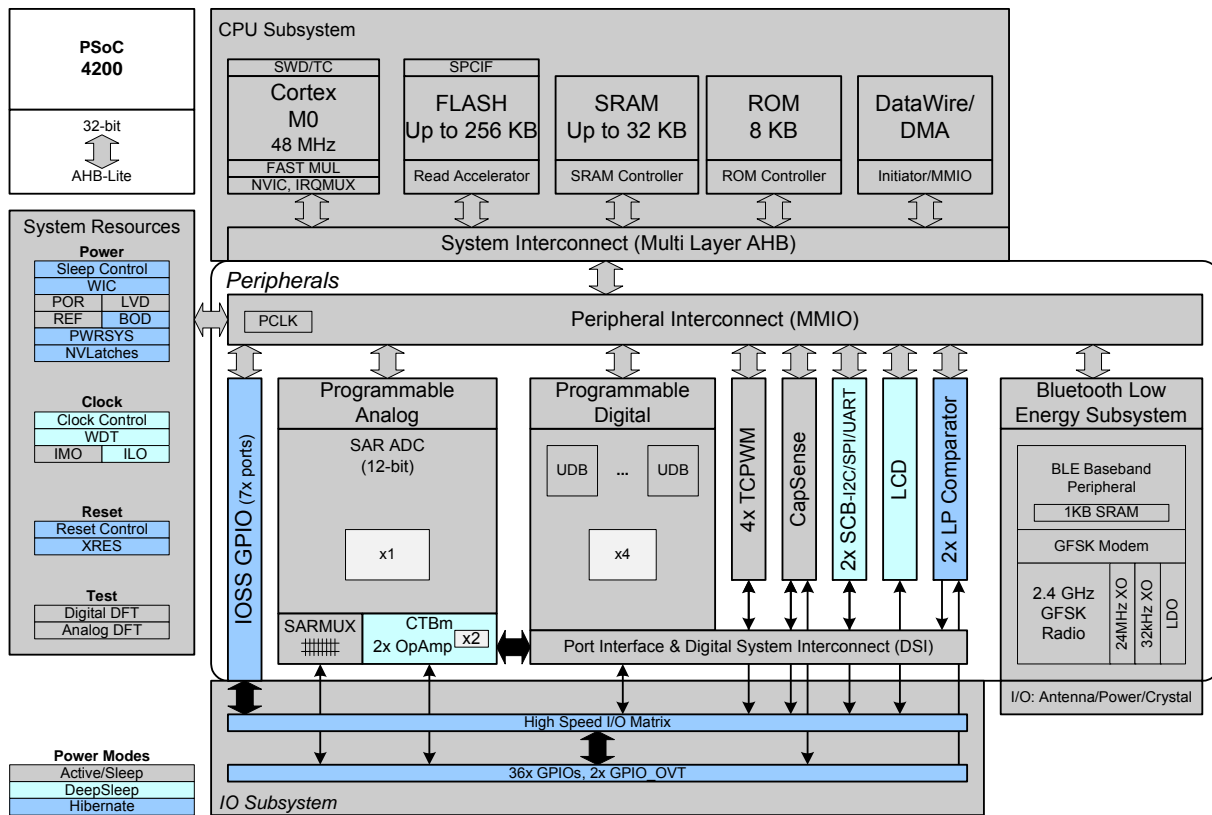 PSoC
4200
32-bit
AHB-Lite
CPU Subsystem
SWD/TC
Cortex
M0
48 MHz
FAST MUL
NVIC, IRQMUX
SPCIF
FLASH
Up to 256 KB
Read Accelerator
SRAM
Up to 32 KB
SRAM Controller
ROM
8 KB
ROM Controller
DataWire/
DMA
Initiator/MMIO
System Interconnect (Multi Layer AHB)
System Resources
Power
Sleep Control
WIC
POR
LVD
REF
BOD
PWRSYS
NVLatches
Clock
Clock Control
WDT
IMO
ILO
Reset
Reset Control
XRES
Test
Digital DFT
Analog DFT
Peripherals
PCLK
Peripheral Interconnect (MMIO)
IOSS GPIO (7x ports)
Programmable
Analog
SAR ADC
(12-bit)
x1
SARMUX
CTBm
2x OpAmp
x2
Programmable
Digital
UDB
...
UDB
x4
4x TCPWM
CapSense
2x SCB-I2C/SPI/UART
LCD
2x LP Comparator
Port Interface & Digital System Interconnect (DSI)
Bluetooth Low
Energy Subsystem
BLE Baseband
Peripheral
1KB SRAM
GFSK Modem
2.4 GHz
GFSK
Radio
24MHz XO
32kHz XO
LDO
I/O: Antenna/Power/Crystal
High Speed I/O Matrix
36x GPIOs, 2x GPIO_OVT
IO Subsystem
Power Modes
Active/Sleep
DeepSleep
Hibernate